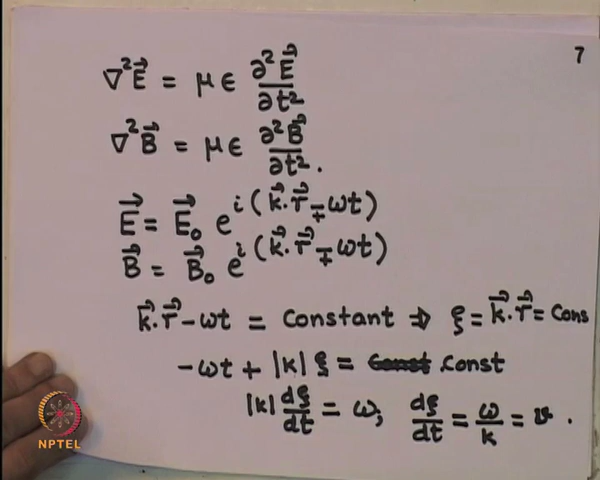 7
∇²E⃗ = μϵ ∂²E⃗/∂t²
∇²B⃗ = μϵ ∂²B⃗/∂t².
E⃗ = E⃗₀ e^{i(k⃗.r⃗ ∓ ωt)}
B⃗ = B⃗₀ e^{i(k⃗.r⃗ ∓ ωt)}
k⃗.r⃗ - ωt = Constant ⇒ ξ = k⃗.r⃗ = Cons
-ωt + |k| ξ = Const .Const
|k| dξ/dt = ω, dξ/dt = ω/k = v .
NPTEL